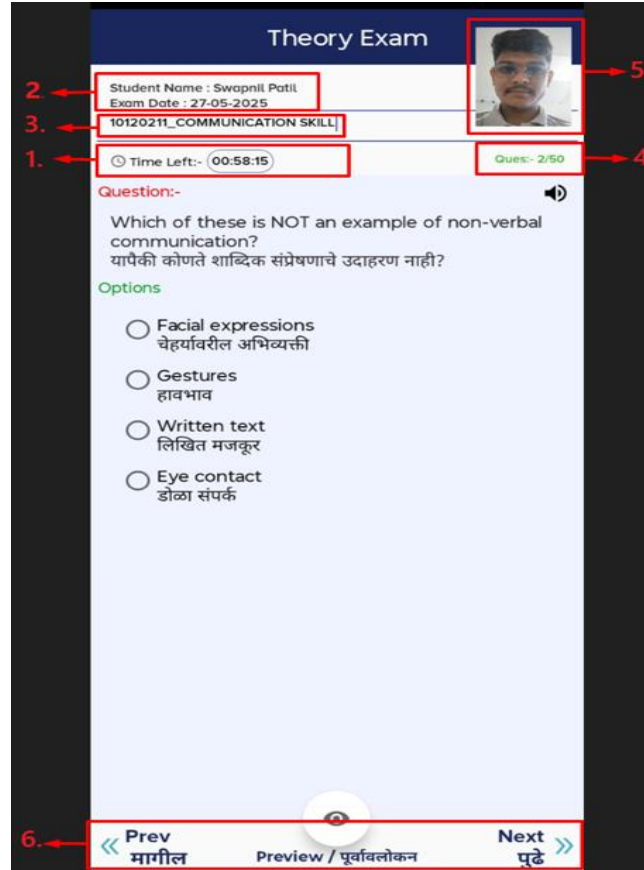 Theory Exam
5
2. Student Name : Swapnil Patil
Exam Date : 27-05-2025
3. 10120211_COMMUNICATION SKILL
1. Time Left:- 00:58:15 Ques:- 2/50 4
Question:-
Which of these is NOT an example of non-verbal
communication?
यापैकी कोणते शाब्दिक संप्रेषणाचे उदाहरण नाही?
Options
Facial expressions
चेहर्यावरील अभिव्यक्ती
Gestures
हावभाव
Written text
लिखित मजकूर
Eye contact
डोळा संपर्क
6. Prev Next
मागील Preview / पूर्वावलोकन पुढे